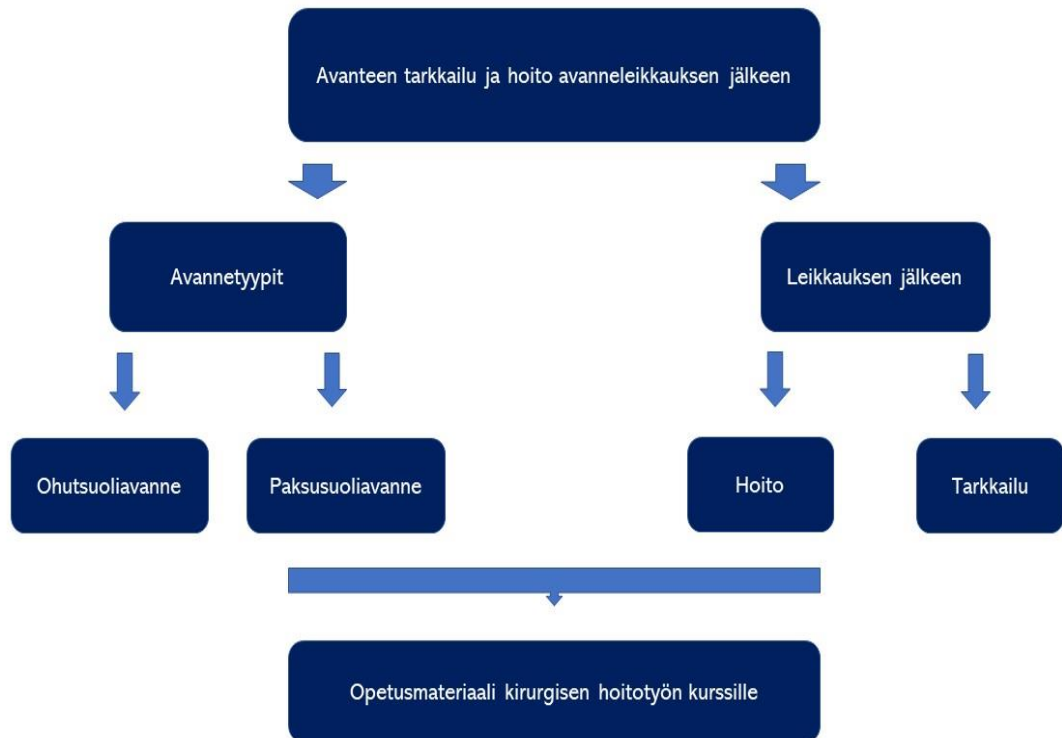 Avanteen tarkkailu ja hoito avanneleikkauksen jälkeen
Avannetyypit
Leikkauksen jälkeen
Ohutsuoliavanne
Paksusuoliavanne
Hoito
Tarkkailu
Opetusmateriaali kirurgisen hoitotyön kurssille